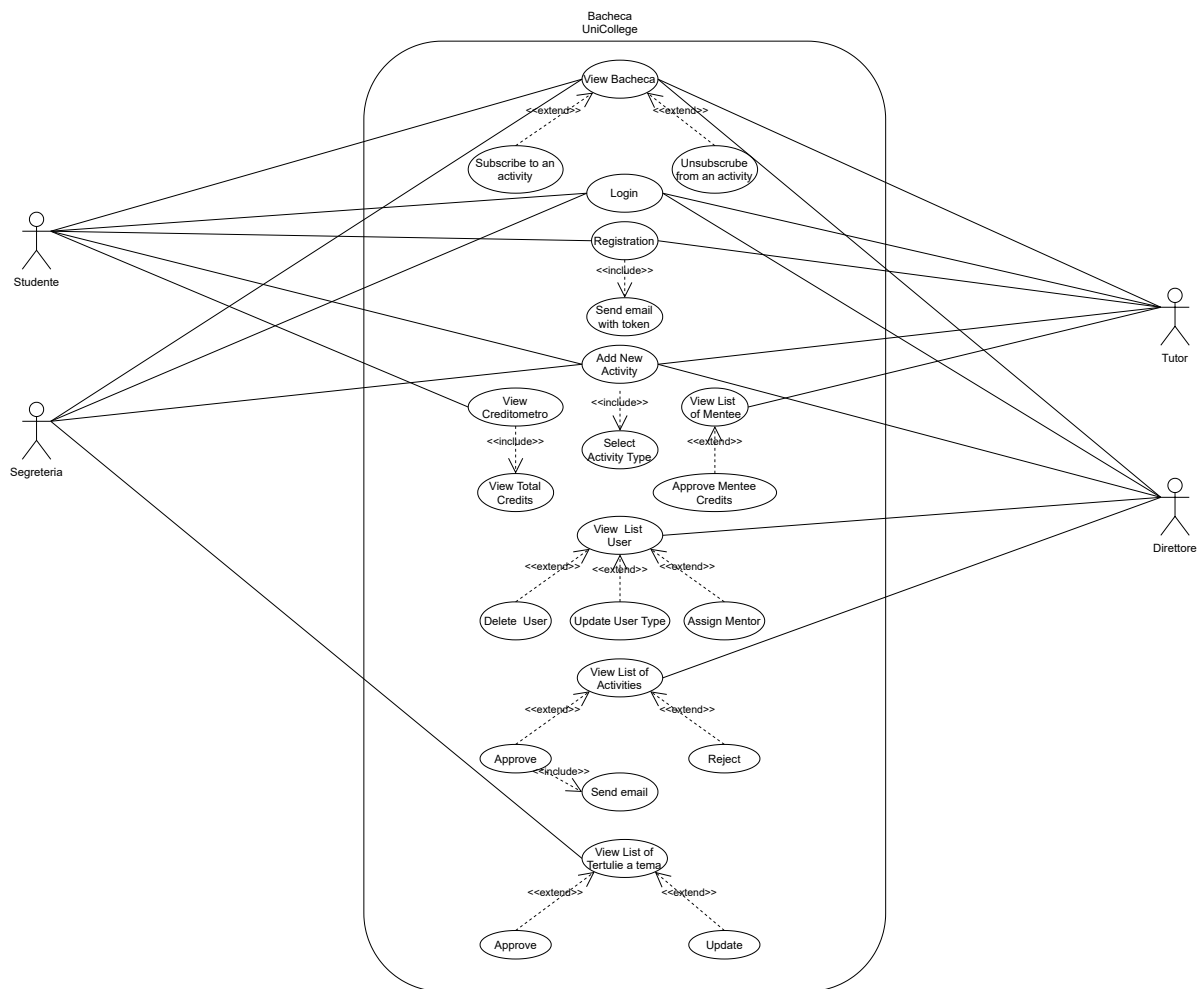 Bacheca
UniCollege
View Bacheca
<<extend>>
<<extend>>
Subscribe to an
activity
Unsubscrube
from an activity
Login
Studente
Registration
<<include>>
Send email
with token
Tutor
Add New
Activity
View
Creditometro
<<include>>
View List
of Mentee
Segreteria
<<include>>
Select
Activity Type
<<extend>>
View Total
Credits
Approve Mentee
Credits
View List
User
Direttore
<<extend>>
<<extend>>
<<extend>>
Delete User
Update User Type
Assign Mentor
View List of
Activities
<<extend>>
<<extend>>
Approve
Reject
<<include>>
Send email
View List of
Tertulie a tema
<<extend>>
<<extend>>
Approve
Update